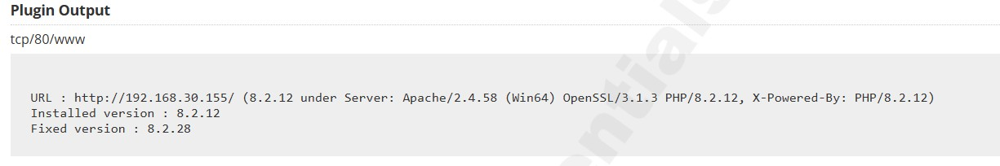 Plugin Output
tcp/80/www
URL : http://192.168.30.155/ (8.2.12 under Server: Apache/2.4.58 (Win64) OpenSSL/3.1.3 PHP/8.2.12, X-Powered-By: PHP/8.2.12)
Installed version : 8.2.12
Fixed version : 8.2.28
entials